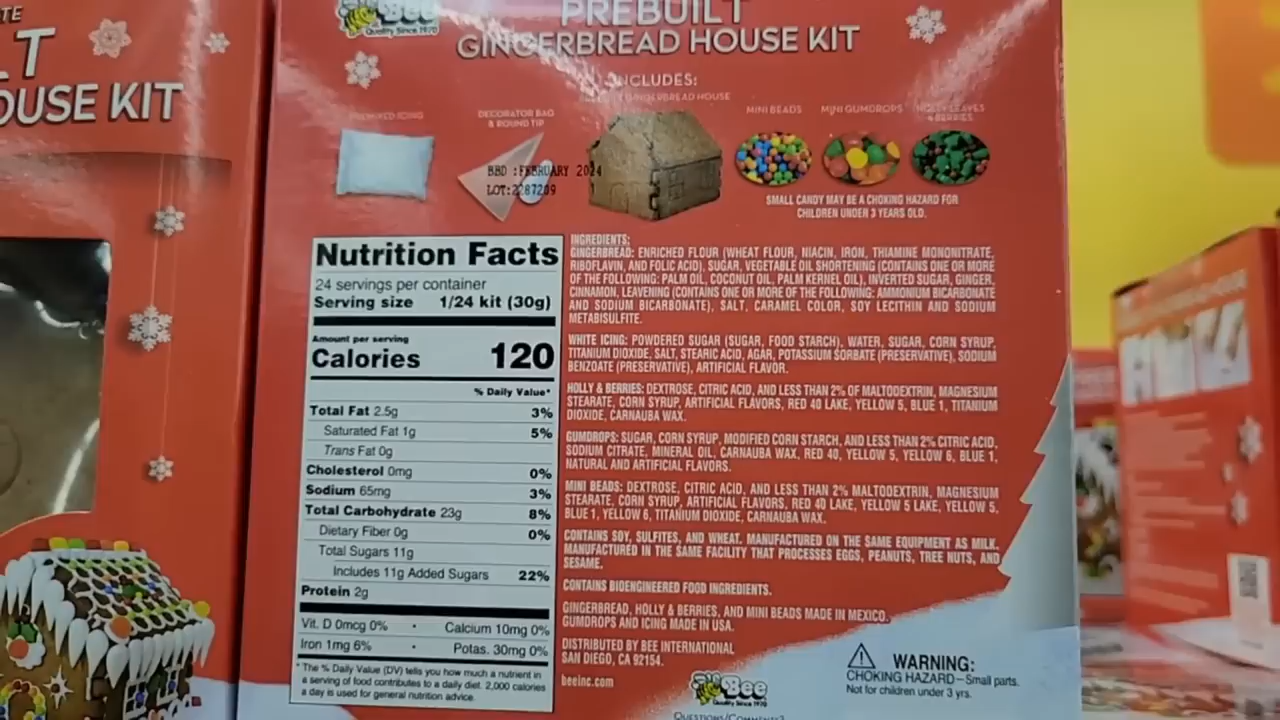 TE
LT
OUSE KIT
Bee
Quality Since 1970
PREBUILT
GINGERBREAD HOUSE KIT
INCLUDES:
GINGERBREAD HOUSE
PREMIXED ICING
DECORATOR BAG
& ROUND TIP
MINI BEADS
MINI GUMDROPS
HOLLY LEAVES
& BERRIES
BBD :FEBRUARY 2024
LOT:2287209
SMALL CANDY MAY BE A CHOKING HAZARD FOR
CHILDREN UNDER 3 YEARS OLD.
Nutrition Facts
24 servings per container
Serving size 1/24 kit (30g)
Amount per serving
Calories 120
% Daily Value*
Total Fat 2.5g 3%
Saturated Fat 1g 5%
Trans Fat 0g
Cholesterol 0mg 0%
Sodium 65mg 3%
Total Carbohydrate 23g 8%
Dietary Fiber 0g 0%
Total Sugars 11g
Includes 11g Added Sugars 22%
Protein 2g
Vit. D 0mcg 0% • Calcium 10mg 0%
Iron 1mg 6% • Potas. 30mg 0%
* The % Daily Value (DV) tells you how much a nutrient in
a serving of food contributes to a daily diet. 2,000 calories
a day is used for general nutrition advice.
INGREDIENTS:
GINGERBREAD: ENRICHED FLOUR (WHEAT FLOUR, NIACIN, IRON, THIAMINE MONONITRATE,
RIBOFLAVIN, AND FOLIC ACID), SUGAR, VEGETABLE OIL SHORTENING (CONTAINS ONE OR MORE
OF THE FOLLOWING: PALM OIL, COCONUT OIL, PALM KERNEL OIL), INVERTED SUGAR, GINGER,
CINNAMON, LEAVENING (CONTAINS ONE OR MORE OF THE FOLLOWING: AMMONIUM BICARBONATE
AND SODIUM BICARBONATE), SALT, CARAMEL COLOR, SOY LECITHIN AND SODIUM
METABISULFITE.
WHITE ICING: POWDERED SUGAR (SUGAR, FOOD STARCH), WATER, SUGAR, CORN SYRUP,
TITANIUM DIOXIDE, SALT, STEARIC ACID, AGAR, POTASSIUM SORBATE (PRESERVATIVE), SODIUM
BENZOATE (PRESERVATIVE), ARTIFICIAL FLAVOR.
HOLLY & BERRIES: DEXTROSE, CITRIC ACID, AND LESS THAN 2% OF MALTODEXTRIN, MAGNESIUM
STEARATE, CORN SYRUP, ARTIFICIAL FLAVORS, RED 40 LAKE, YELLOW 5, BLUE 1, TITANIUM
DIOXIDE, CARNAUBA WAX.
GUMDROPS: SUGAR, CORN SYRUP, MODIFIED CORN STARCH, AND LESS THAN 2% CITRIC ACID,
SODIUM CITRATE, MINERAL OIL, CARNAUBA WAX, RED 40, YELLOW 5, YELLOW 6, BLUE 1,
NATURAL AND ARTIFICIAL FLAVORS.
MINI BEADS: DEXTROSE, CITRIC ACID, AND LESS THAN 2% MALTODEXTRIN, MAGNESIUM
STEARATE, CORN SYRUP, ARTIFICIAL FLAVORS, RED 40 LAKE, YELLOW 5 LAKE, YELLOW 5,
BLUE 1, YELLOW 6, TITANIUM DIOXIDE, CARNAUBA WAX.
CONTAINS SOY, SULFITES, AND WHEAT. MANUFACTURED ON THE SAME EQUIPMENT AS MILK.
MANUFACTURED IN THE SAME FACILITY THAT PROCESSES EGGS, PEANUTS, TREE NUTS, AND
SESAME.
CONTAINS BIOENGINEERED FOOD INGREDIENTS.
GINGERBREAD, HOLLY & BERRIES, AND MINI BEADS MADE IN MEXICO.
GUMDROPS AND ICING MADE IN USA.
DISTRIBUTED BY BEE INTERNATIONAL
SAN DIEGO, CA 92154.
beeinc.com
Bee
Quality Since 1970
QUESTIONS/COMMENTS?
WARNING:
CHOKING HAZARD—Small parts.
Not for children under 3 yrs.